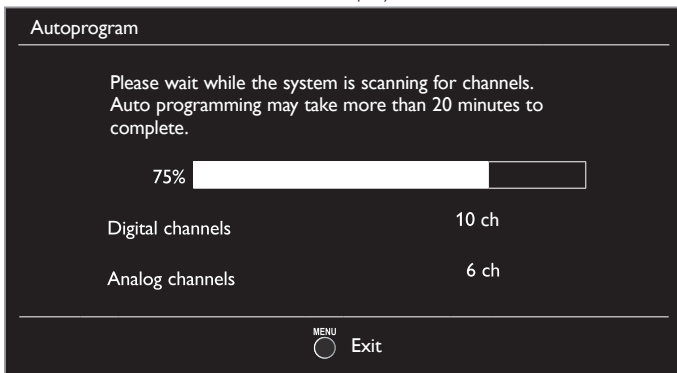 Autoprogram
Please wait while the system is scanning for channels.
Auto programming may take more than 20 minutes to
complete.
75%
Digital channels 10 ch
Analog channels 6 ch
MENU Exit